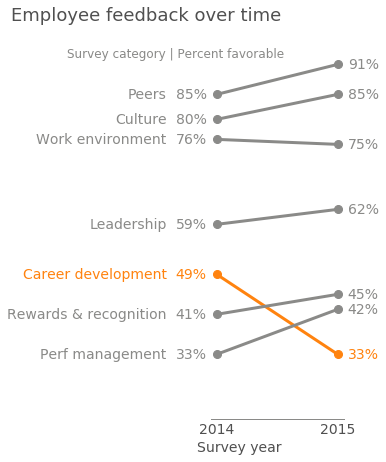 Employee feedback over time
Survey category | Percent favorable
91%
Peers 85% 85%
Culture 80%
Work environment 76% 75%
62%
Leadership 59%
Career development 49%
45%
Rewards & recognition 41% 42%
Perf management 33% 33%
2014 2015
Survey year